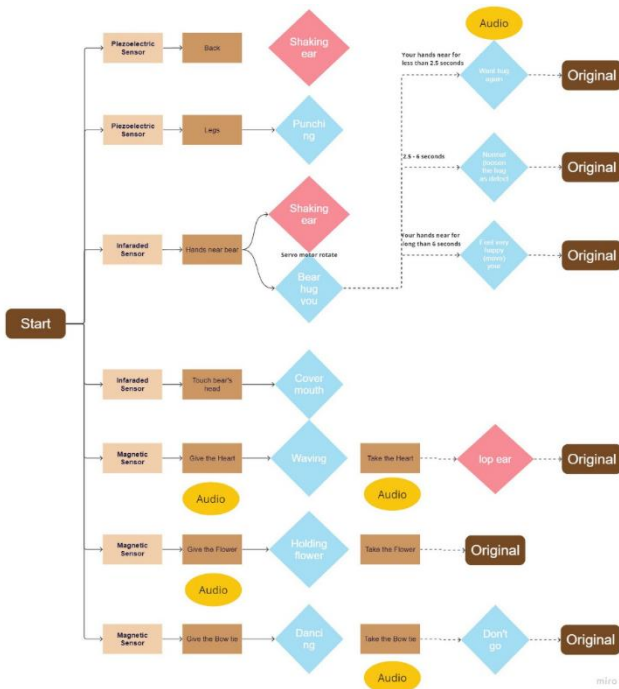 Audio
Piezoelectric
Sensor
Back
Shaking
ear
Your hands near for
less than 2.5 seconds
Want hug
again
Original
Piezoelectric
Sensor
Legs
Punchi
ng
2.5 - 6 seconds
the hug
Original
Shaking
ear
Infaraded
Sensor
Hands near bear
Servo motor rotate
Bear
hug
you
Your hands near for
long than 6 seconds
happy
you!
Original
Start
Infaraded
Sensor
Touch bear's
head
Cover
mouth
Magnetic
Sensor
Give the Heart
Waving
Take the Heart
lop ear
Original
Audio
Audio
Magnetic
Sensor
Give the Flower
Holding
flower
Take the Flower
Original
Audio
Magnetic
Sensor
Give the Bow tie
Danci
ng
Take the Bow tie
Don't
go
Original
Audio
miro